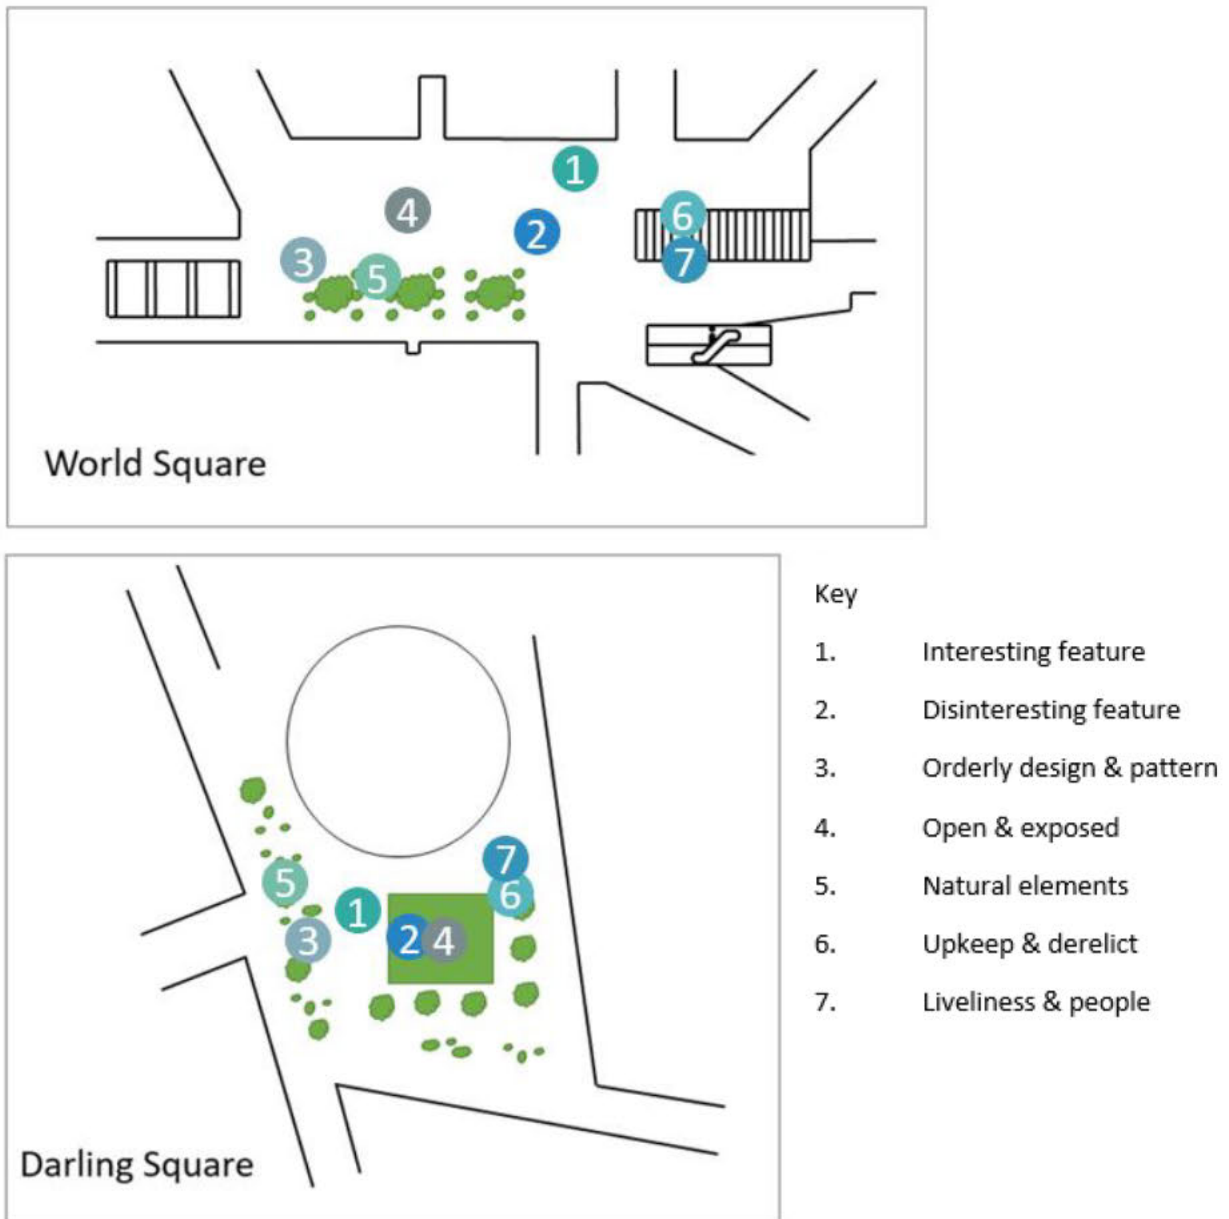 1
4
6
2
3
5
7
World Square
Key
1. Interesting feature
2. Disinteresting feature
3. Orderly design & pattern
4. Open & exposed
5. Natural elements
6. Upkeep & derelict
7. Liveliness & people
7
5
6
1
3
2
4
Darling Square